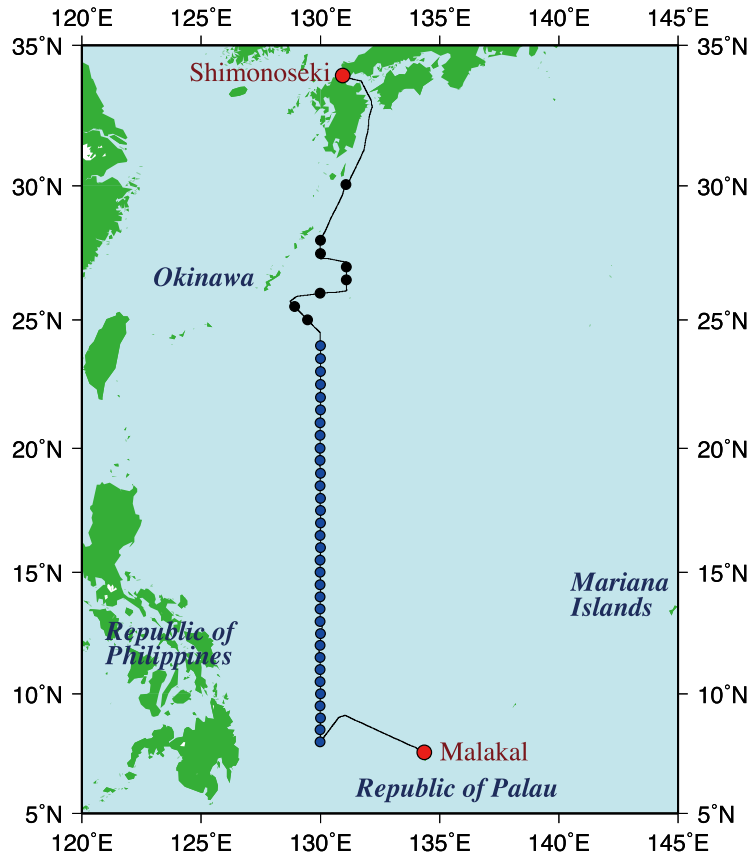 120˚E 125˚E 130˚E 135˚E 140˚E 145˚E
35˚N 35˚N
Shimonoseki
30˚N 30˚N
Okinawa
25˚N 25˚N
20˚N 20˚N
15˚N 15˚N
Mariana
Islands
Republic of
Philippines
10˚N 10˚N
Malakal
Republic of Palau
5˚N 5˚N
120˚E 125˚E 130˚E 135˚E 140˚E 145˚E